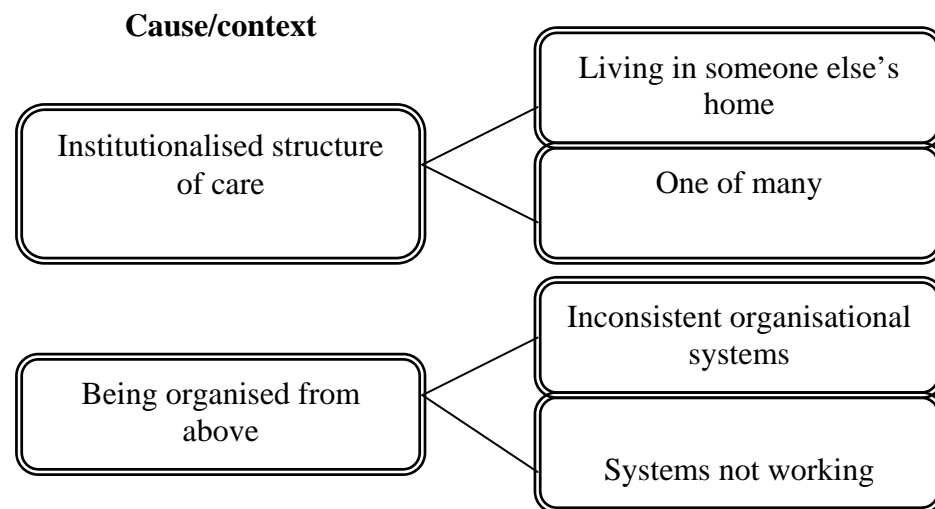 Cause/context
Institutionalised structure
of care
Living in someone else’s
home
One of many
Being organised from
above
Inconsistent organisational
systems
Systems not working